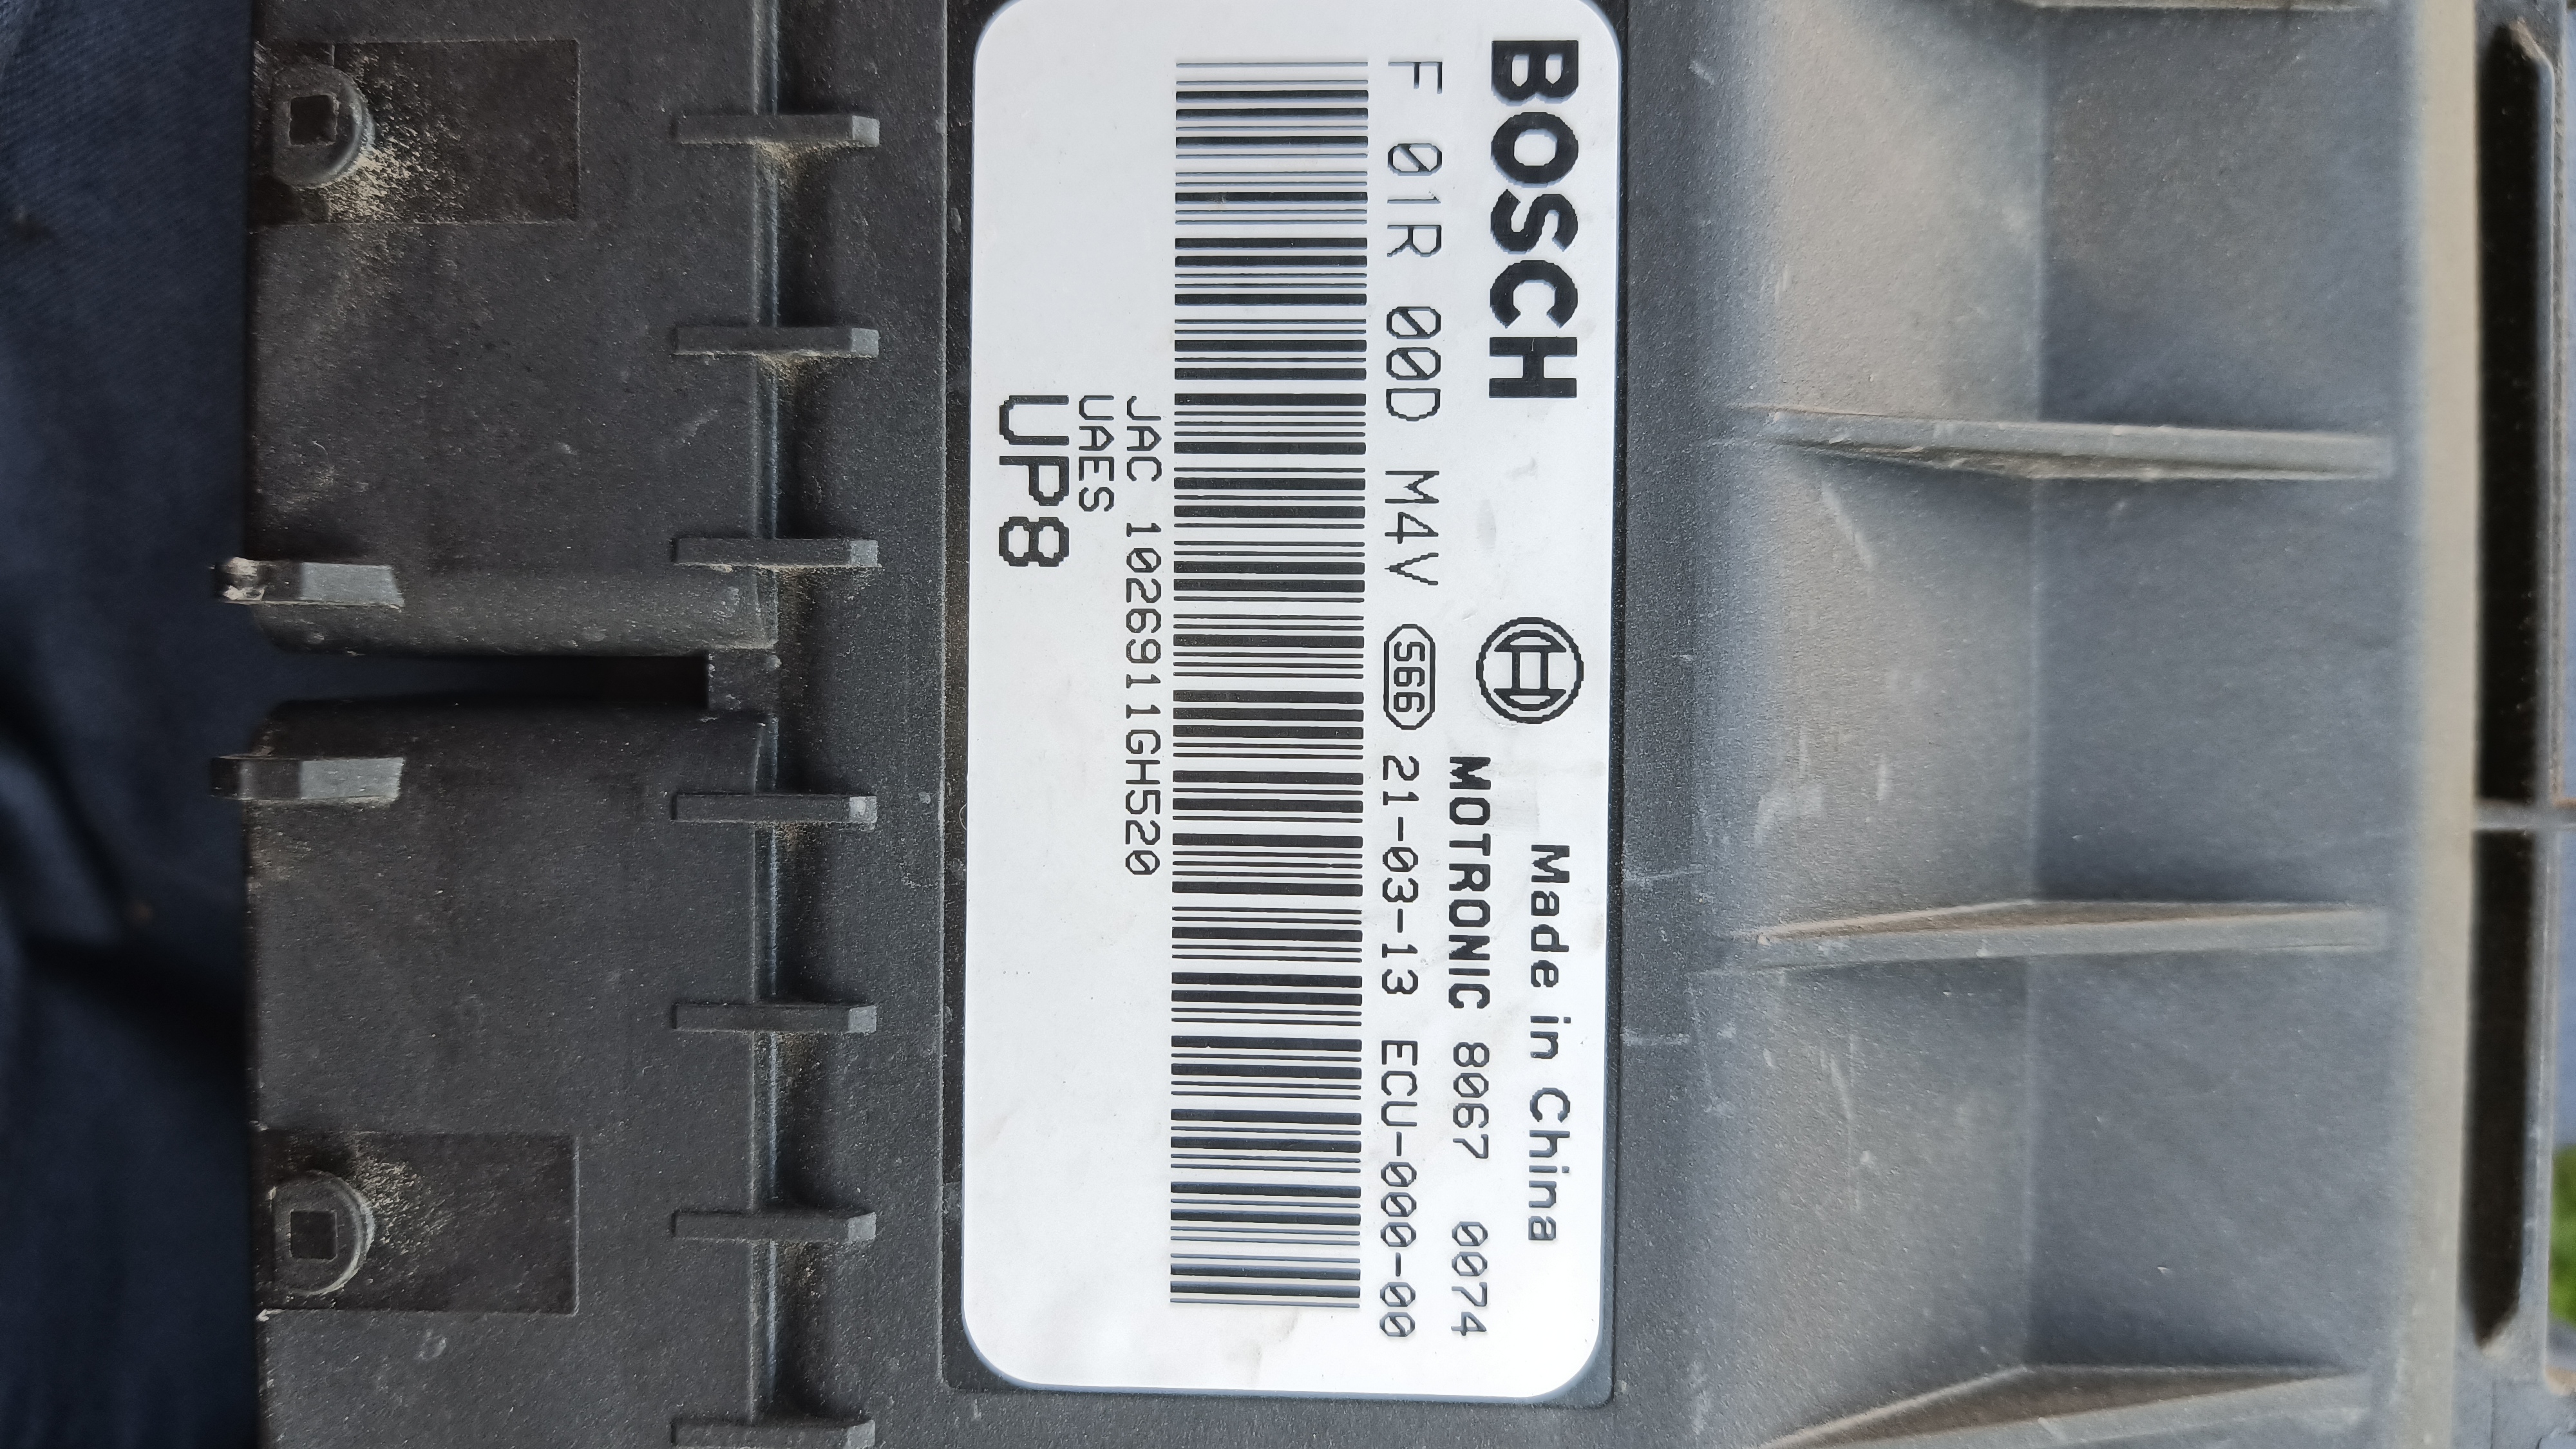 BOSCH
Made in China
MOTRONIC 8067 0074
F 01R 00D M4V 566 21-03-13 ECU-000-00
JAC 1026911GH520
UAES
UP8